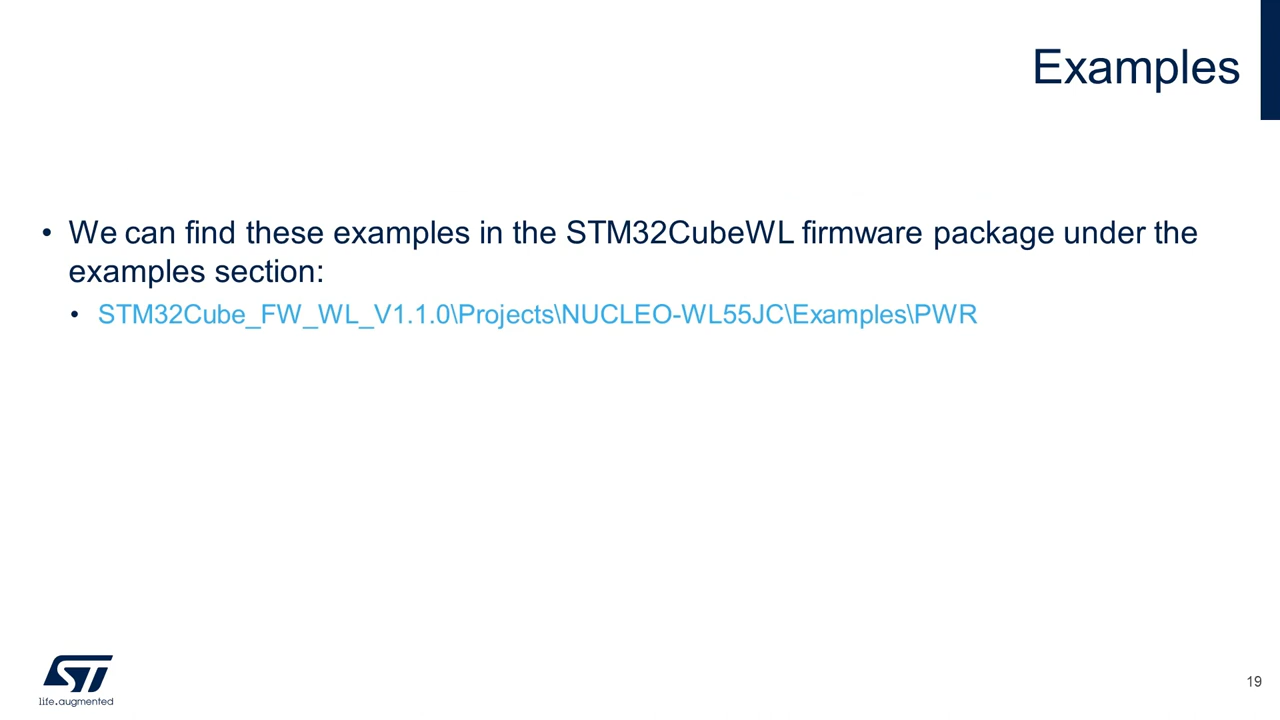 Examples
• We can find these examples in the STM32CubeWL firmware package under the
examples section:
• STM32Cube_FW_WL_V1.1.0\Projects\NUCLEO-WL55JC\Examples\PWR
ST
life.augmented
19